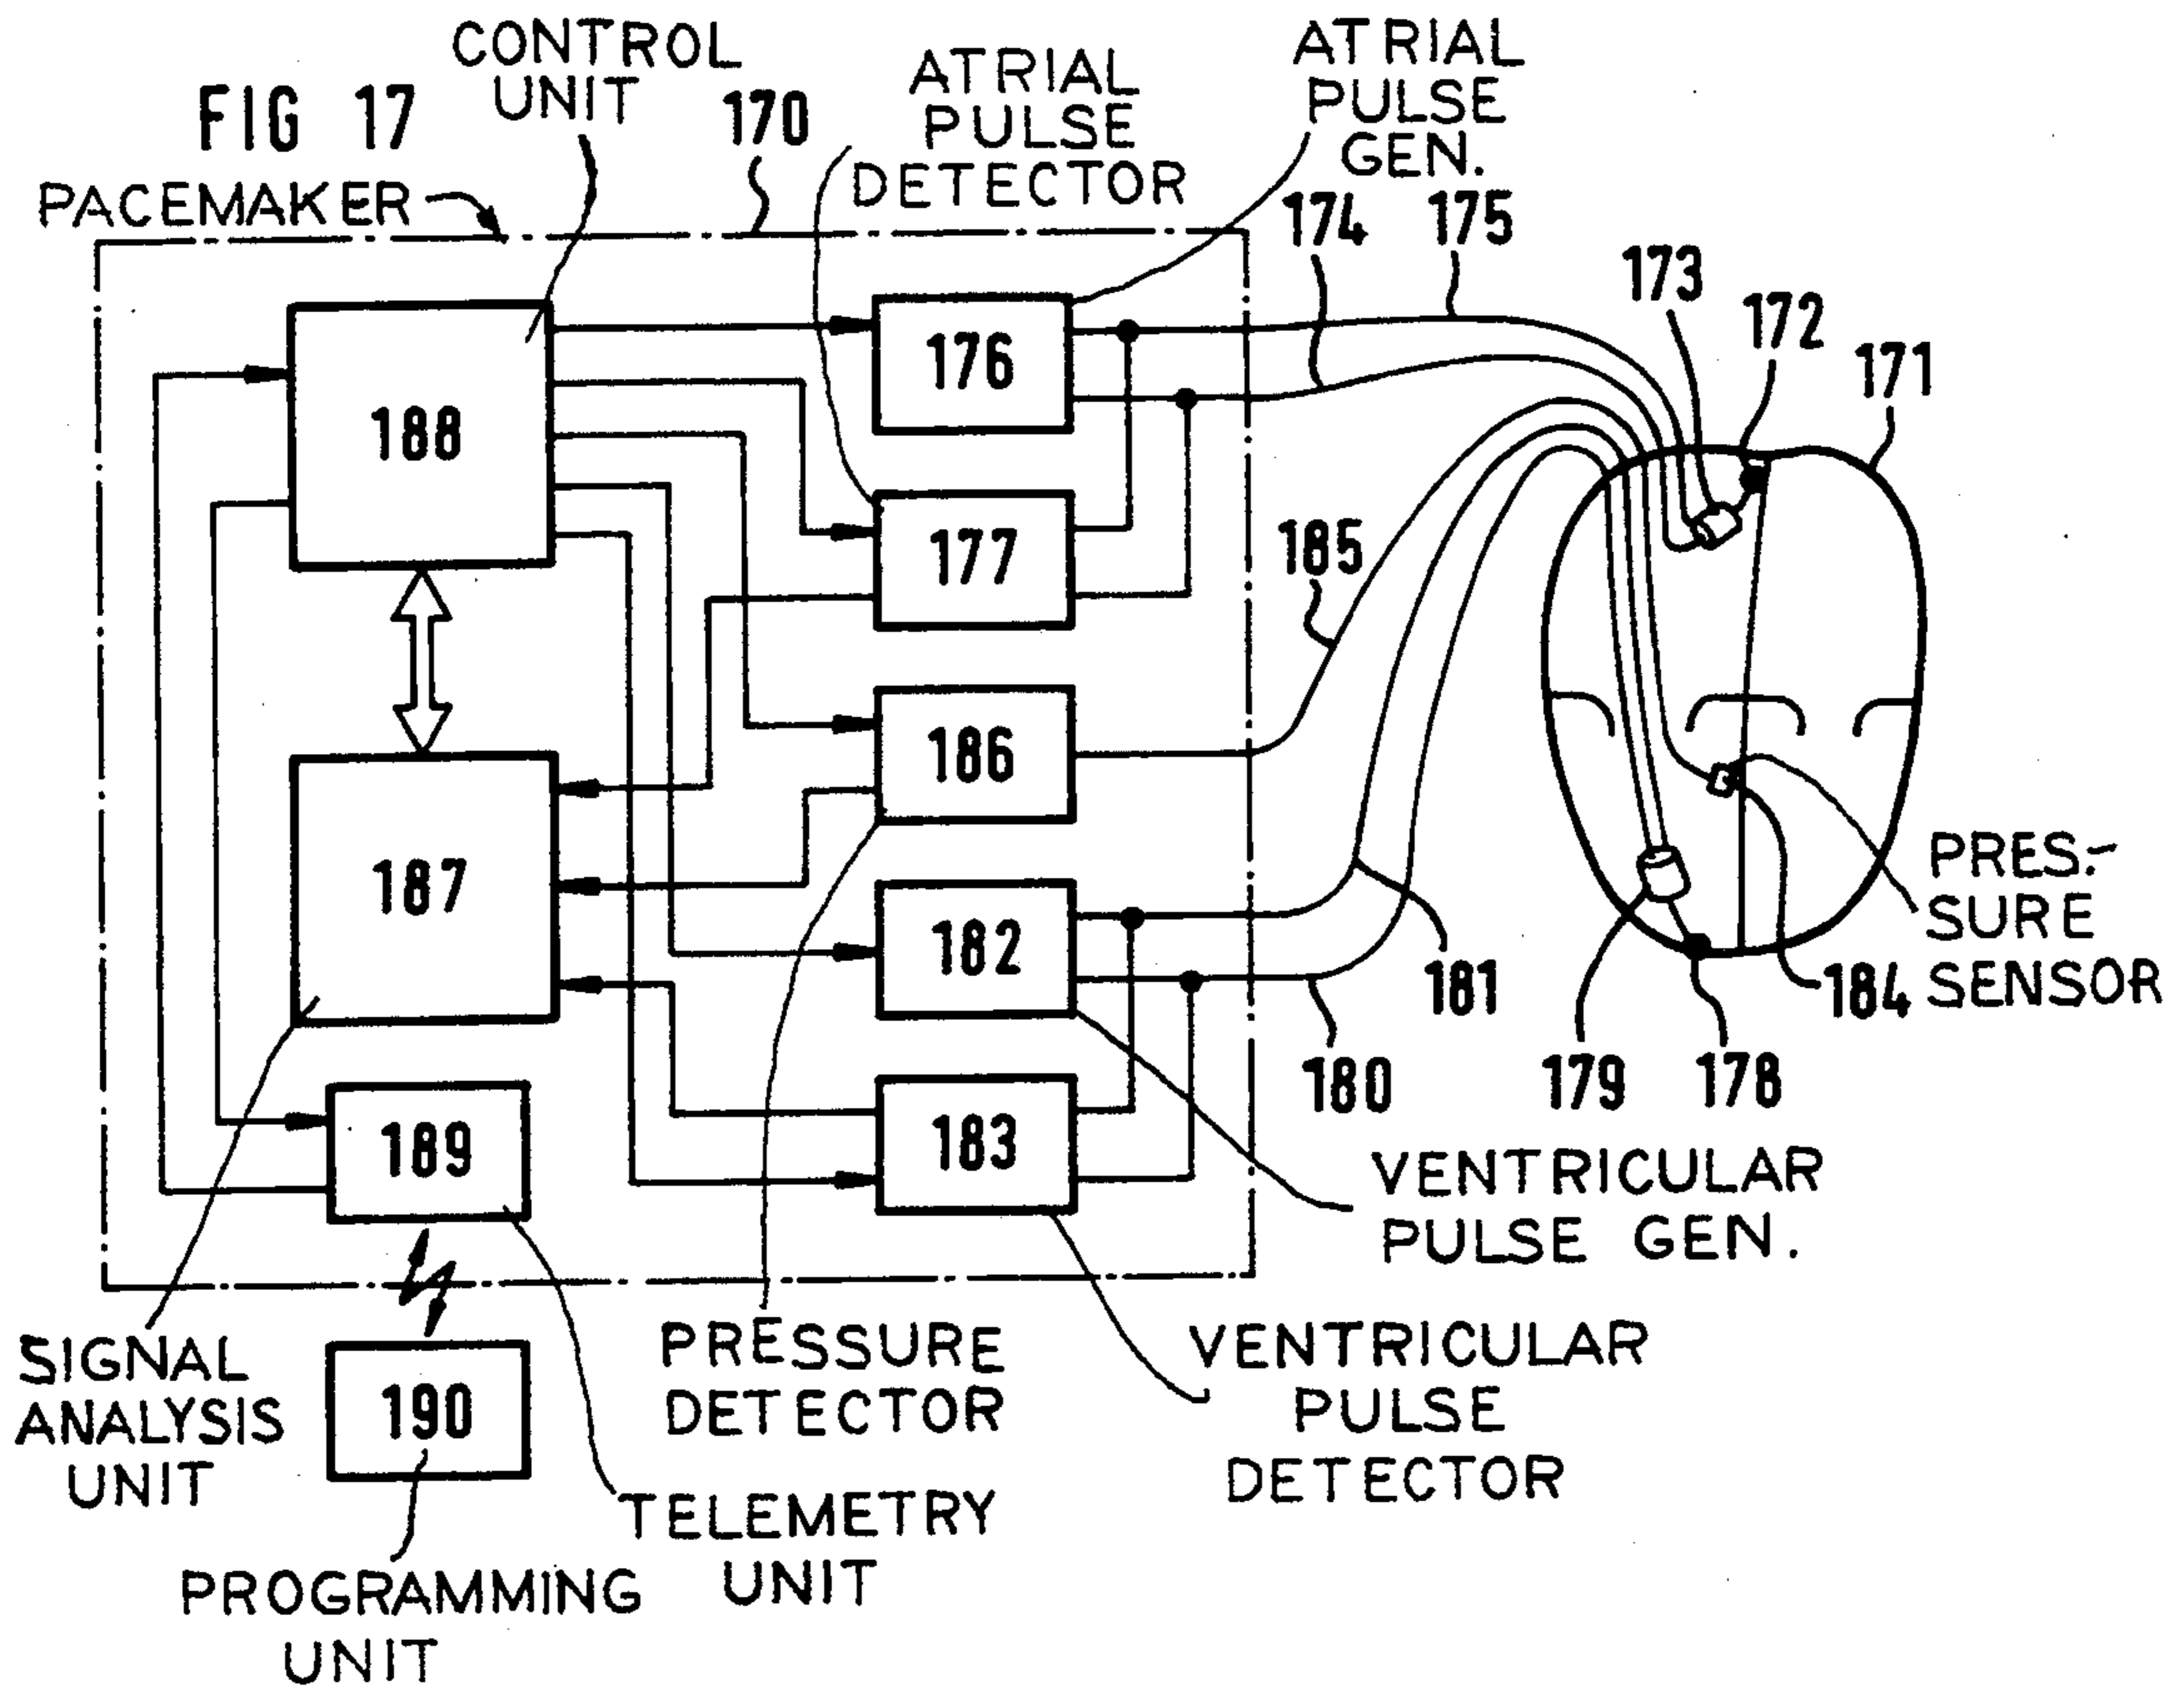 FIG 17
PACEMAKER
CONTROL
UNIT
170
ATRIAL
PULSE
DETECTOR
ATRIAL
PULSE
GEN.
174
175
173
172
171
188
176
177
185
186
187
182
181
180
183
189
190
179
178
184
PRES-
SURE
SENSOR
VENTRICULAR
PULSE GEN.
SIGNAL
ANALYSIS
UNIT
PRESSURE
DETECTOR
VENTRICULAR
PULSE
DETECTOR
TELEMETRY
UNIT
PROGRAMMING
UNIT